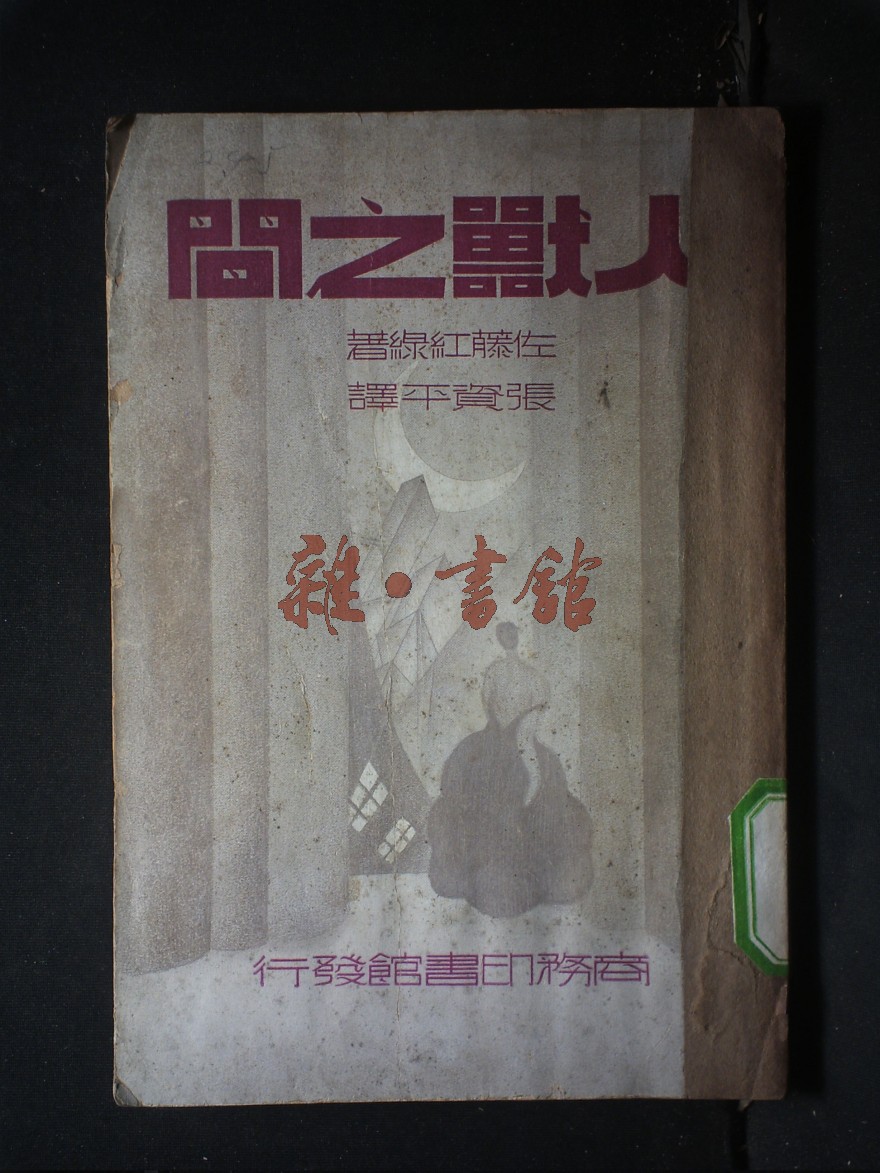 人獸之間
佐藤紅綠著
張資平譯
雜·書館
商務印書館發行